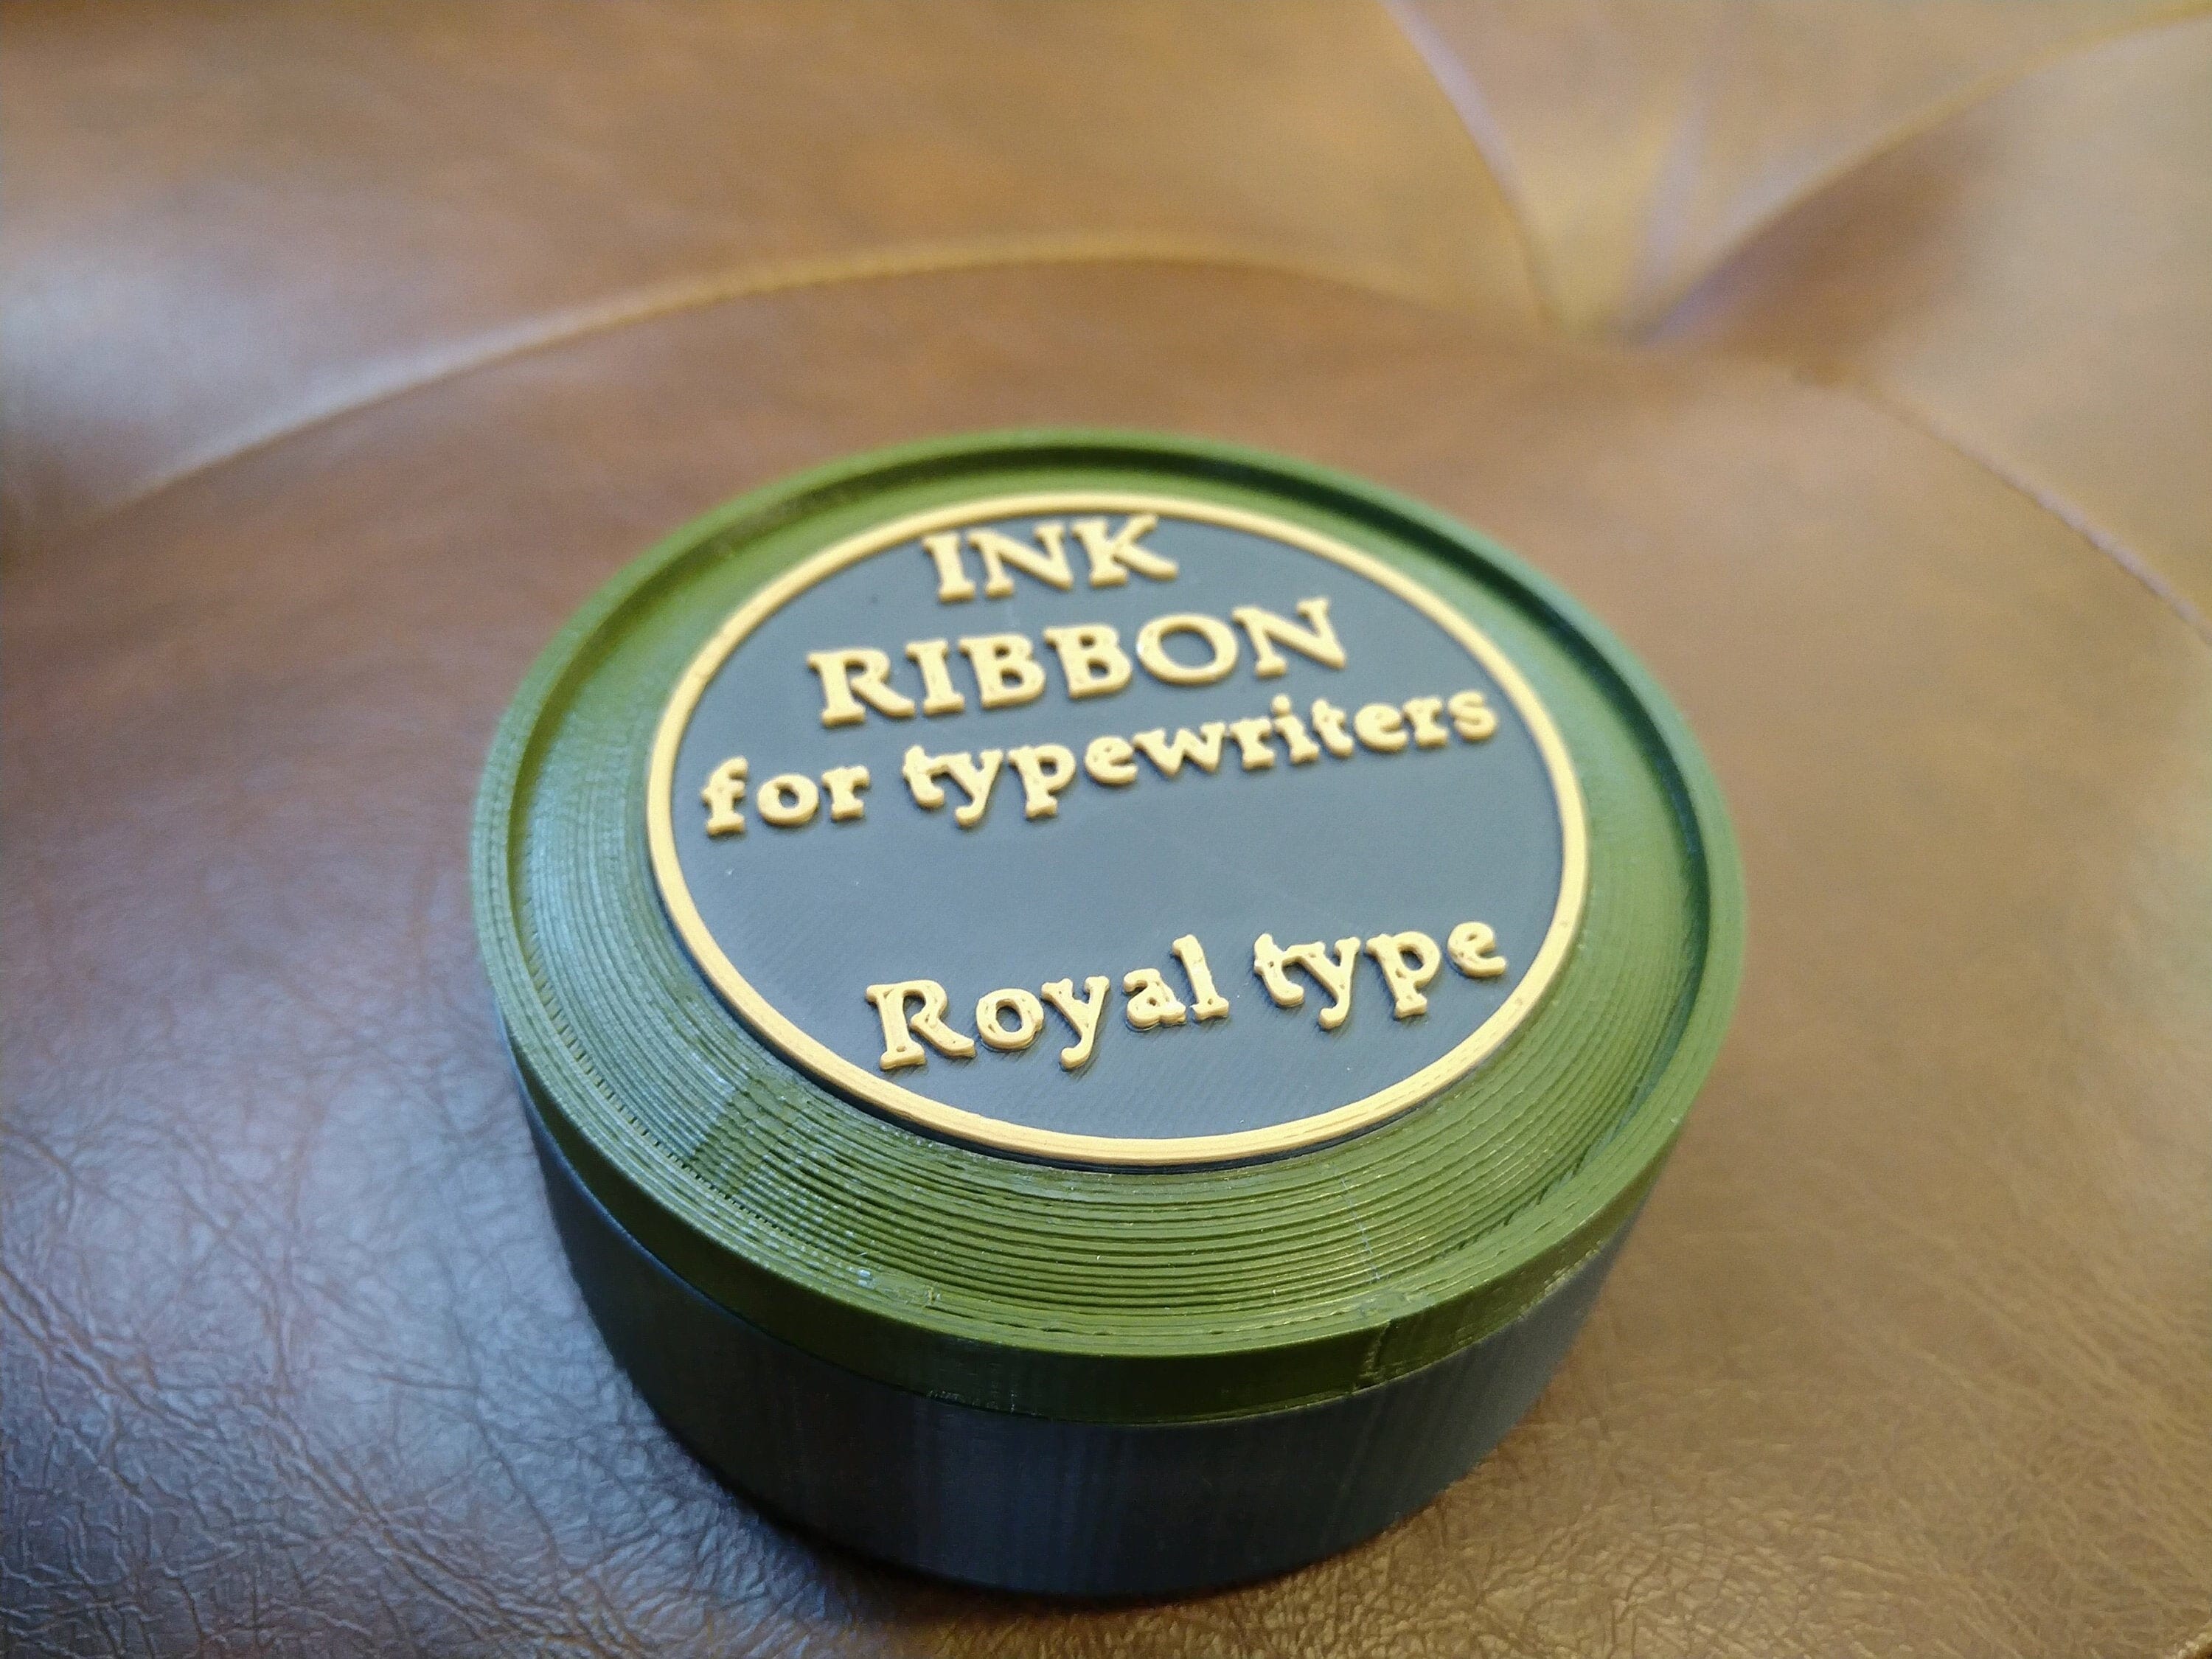 INK
RIBBON
for typewriters
Royal type